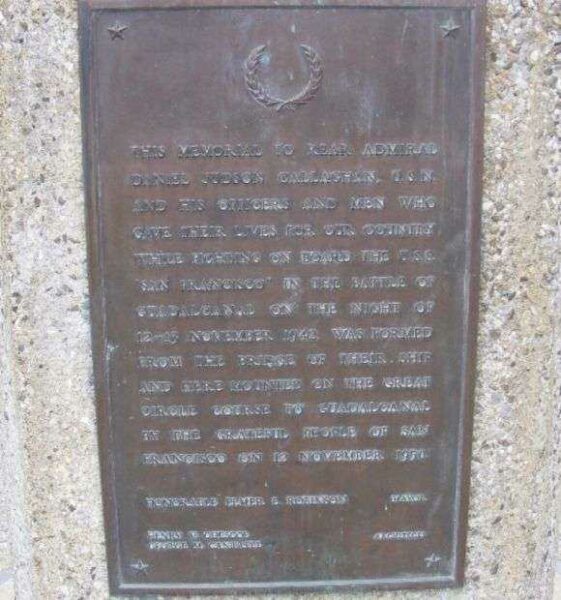 THIS MEMORIAL TO REAR ADMIRAL
DANIEL JUDSON CALLAGHAN, U.S.N.
AND HIS OFFICERS AND MEN WHO
GAVE THEIR LIVES FOR OUR COUNTRY
WHILE FIGHTING ON BOARD THE U.S.S.
"SAN FRANCISCO" IN THE BATTLE OF
GUADALCANAL ON THE NIGHT OF
12-13 NOVEMBER 1942, WAS FORMED
FROM THE BRIDGE OF THEIR SHIP
AND HERE MOUNTED ON THE GREAT
CIRCLE COURSE TO GUADALCANAL
BY THE GRATEFUL PEOPLE OF SAN
FRANCISCO ON 12 NOVEMBER 1950.
HONORABLE ELMER E. ROBINSON MAYOR
HENRY
GEORGE